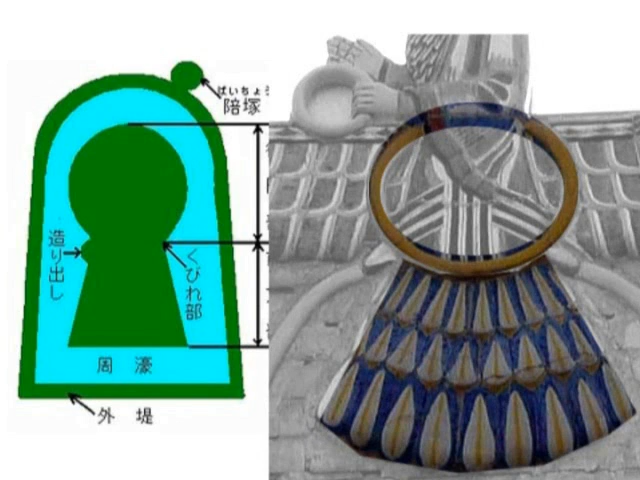 ばいちょう
陪塚
造り出し
くびれ部
周濠
外堤